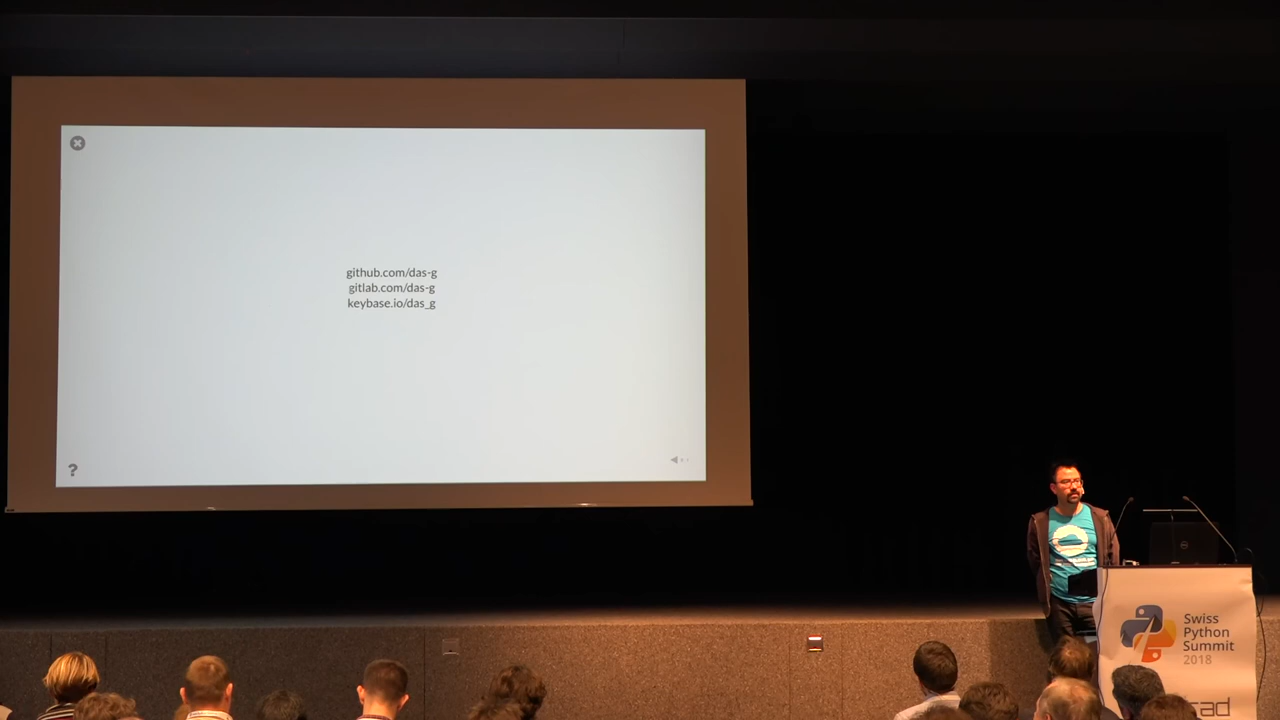 github.com/das-g
gitlab.com/das-g
keybase.io/das_g
?
Swiss
Python
Summit
2018